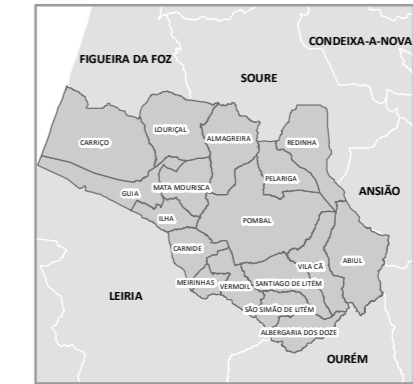 CONDEIXA-A-NOVA
FIGUEIRA DA FOZ
SOURE
LOURIÇAL
ALMAGREIRA
CARRIÇO
REDINHA
PELARIGA
MATA MOURISCA
GUIA
ANSIÃO
ILHA
POMBAL
CARNIDE
ABIUL
VILA CÃ
MEIRINHAS
VERMOIL
SANTIAGO DE LITÉM
LEIRIA
SÃO SIMÃO DE LITÉM
ALBERGARIA DOS DOZE
OURÉM